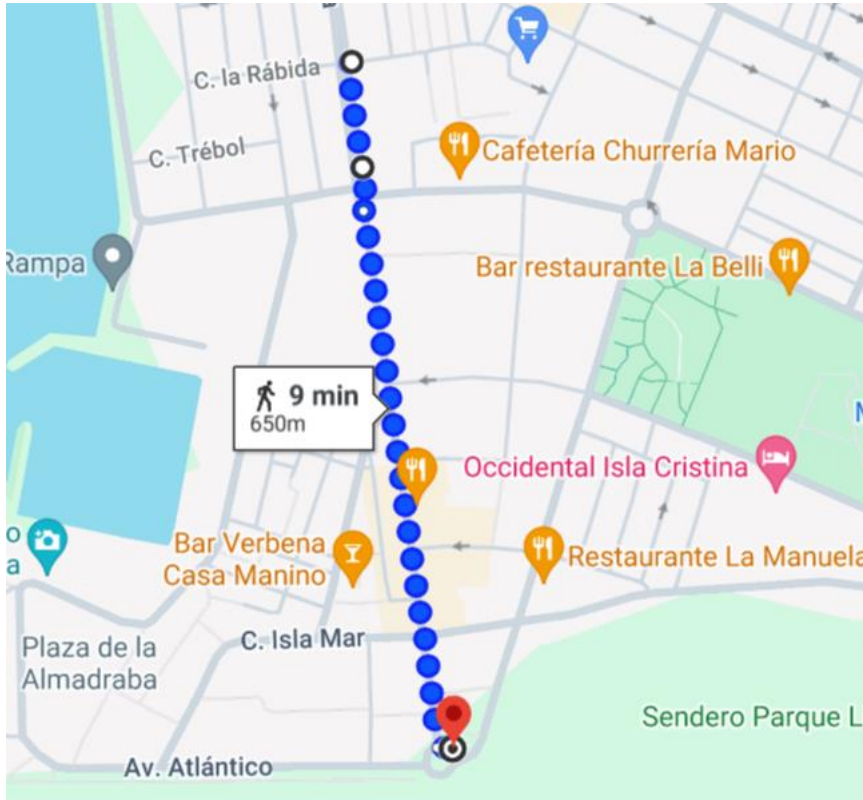 C. la Rábida
C. Trébol
Cafetería Churrería Mario
Rampa
Bar restaurante La Belli
9 min
650m
Occidental Isla Cristina
Bar Verbena
Casa Manino
Restaurante La Manuela
Plaza de la
Almadraba
C. Isla Mar
Sendero Parque L
Av. Atlántico